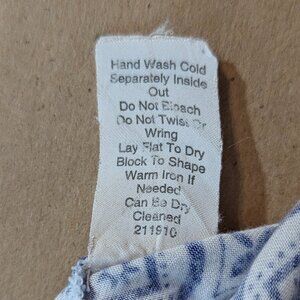 Hand Wash Cold
Separately Inside
Out
Do Not Bleach
Do Not Twist Or
Wring
Lay Flat To Dry
Block To Shape
Warm Iron If
Needed
Can Be Dry
Cleaned
211910